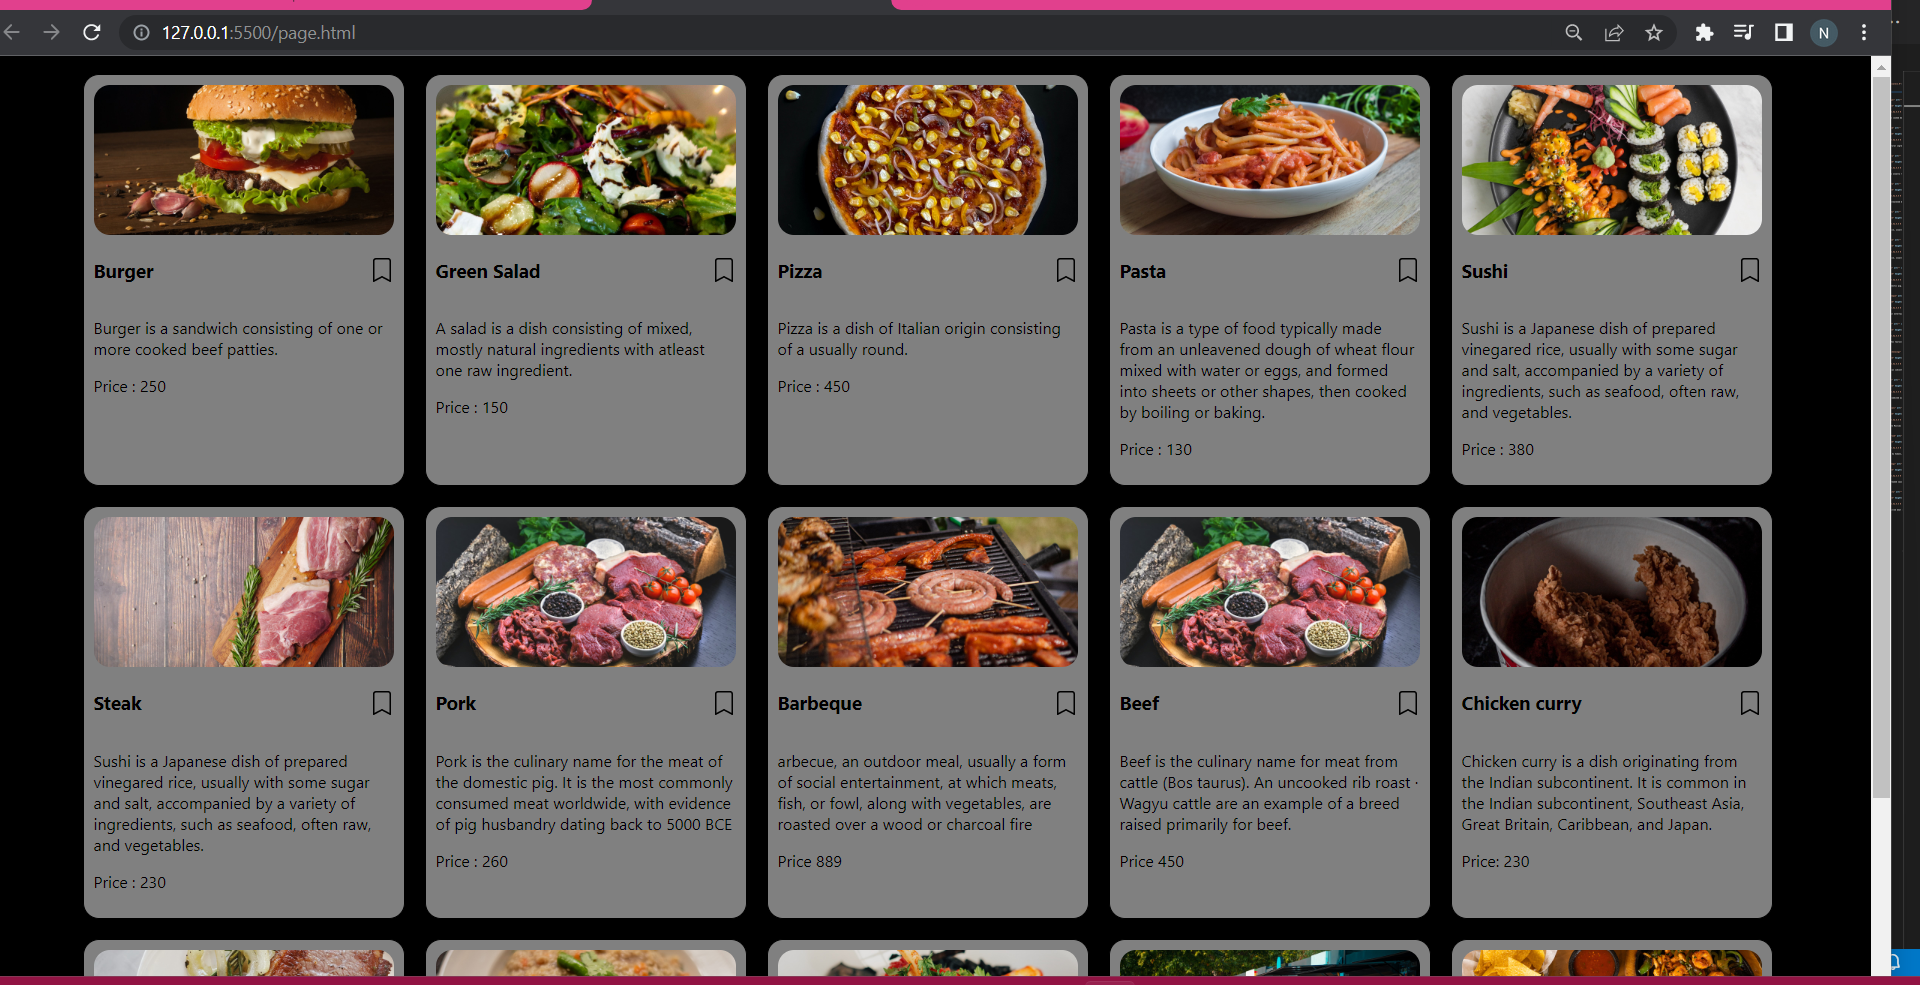 127.0.0.1:5500/page.html
N
Burger
Burger is a sandwich consisting of one or
more cooked beef patties.
Price : 250
Green Salad
A salad is a dish consisting of mixed,
mostly natural ingredients with atleast
one raw ingredient.
Price : 150
Pizza
Pizza is a dish of Italian origin consisting
of a usually round.
Price : 450
Pasta
Pasta is a type of food typically made
from an unleavened dough of wheat flour
mixed with water or eggs, and formed
into sheets or other shapes, then cooked
by boiling or baking.
Price : 130
Sushi
Sushi is a Japanese dish of prepared
vinegared rice, usually with some sugar
and salt, accompanied by a variety of
ingredients, such as seafood, often raw,
and vegetables.
Price : 380
Steak
Sushi is a Japanese dish of prepared
vinegared rice, usually with some sugar
and salt, accompanied by a variety of
ingredients, such as seafood, often raw,
and vegetables.
Price : 230
Pork
Pork is the culinary name for the meat of
the domestic pig. It is the most commonly
consumed meat worldwide, with evidence
of pig husbandry dating back to 5000 BCE
Price : 260
Barbeque
arbecue, an outdoor meal, usually a form
of social entertainment, at which meats,
fish, or fowl, along with vegetables, are
roasted over a wood or charcoal fire
Price 889
Beef
Beef is the culinary name for meat from
cattle (Bos taurus). An uncooked rib roast ·
Wagyu cattle are an example of a breed
raised primarily for beef.
Price 450
Chicken curry
Chicken curry is a dish originating from
the Indian subcontinent. It is common in
the Indian subcontinent, Southeast Asia,
Great Britain, Caribbean, and Japan.
Price: 230